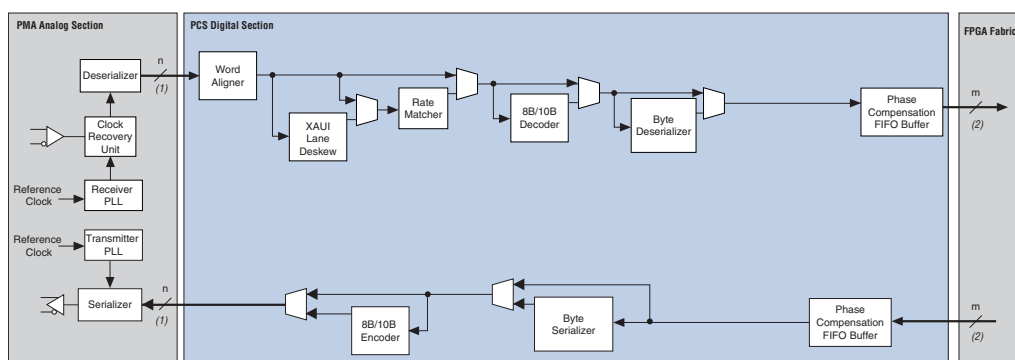 PMA Analog Section
PCS Digital Section
FPGA Fabric
n
(1)
Deserializer
Word
Aligner
Clock
Recovery
Unit
XAUI
Lane
Deskew
Rate
Matcher
8B/10B
Decoder
Byte
Deserializer
Phase
Compensation
FIFO Buffer
m
(2)
Reference
Clock
Receiver
PLL
Reference
Clock
Transmitter
PLL
Serializer
n
(1)
8B/10B
Encoder
Byte
Serializer
Phase
Compensation
FIFO Buffer
m
(2)